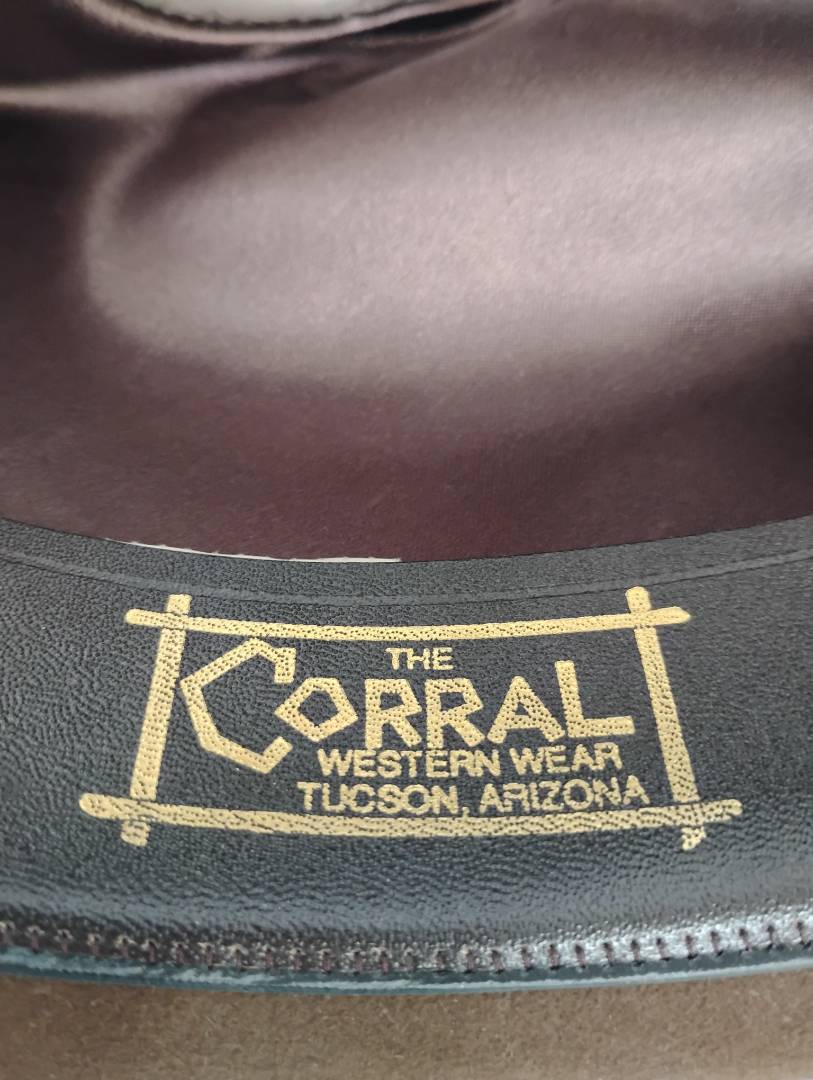 THE
CORRAL
WESTERN WEAR
TUCSON, ARIZONA